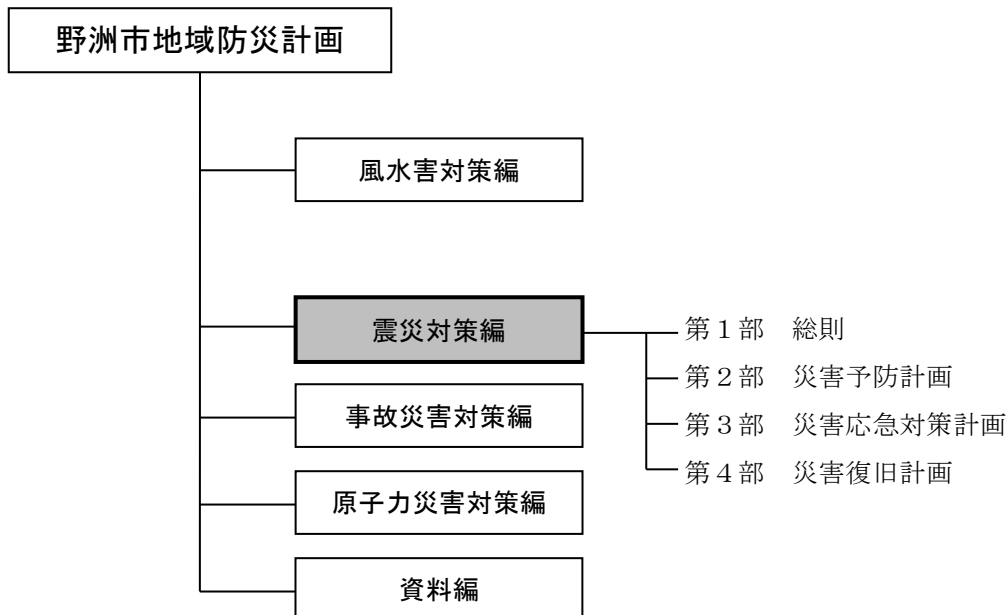 野洲市地域防災計画
風水害対策編
震災対策編
第１部　総則
第２部　災害予防計画
第３部　災害応急対策計画
第４部　災害復旧計画
事故災害対策編
原子力災害対策編
資料編